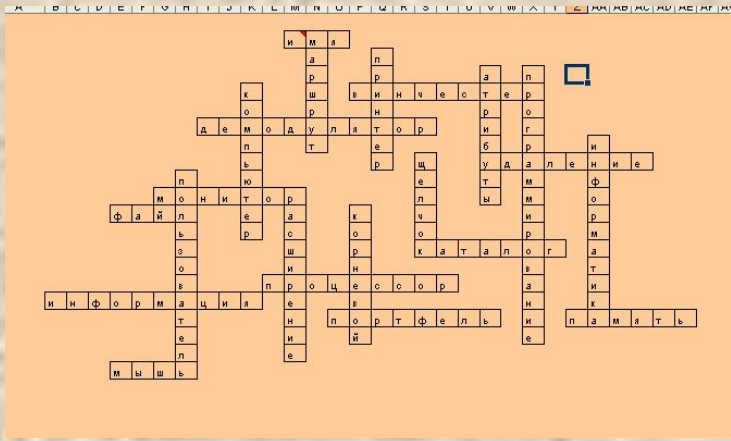 A B C D E F G H I J K L M N O P Q R S T U V W X Y Z AA AB AC AD AE AF
имя
маршрут
принтер
атрибуты
программирование
винчестер
компьютер
демодулятор
информатика
удаление
щелчок
пользователь
монитор
расширение
файл
корневой
каталог
процессор
информация
портфель
память
мышь